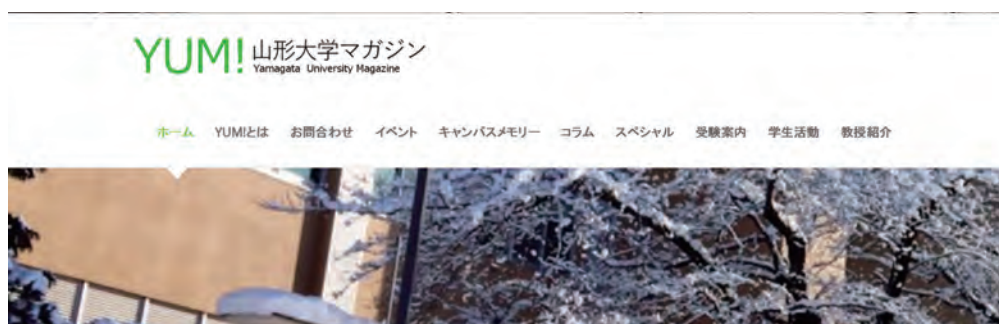 YUM! 山形大学マガジン
Yamagata University Magazine
ホーム YUM!とは お問合わせ イベント キャンパスメモリー コラム スペシャル 受験案内 学生活動 教授紹介